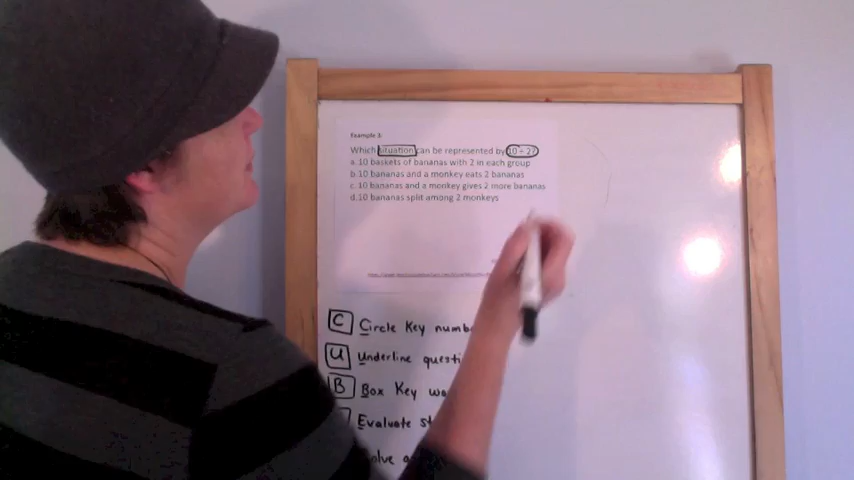 Example 3:
Which situation can be represented by 10 ÷ 2?
a. 10 baskets of bananas with 2 in each group
b. 10 bananas and a monkey eats 2 bananas
c. 10 bananas and a monkey gives 2 more bananas
d. 10 bananas split among 2 monkeys
C Circle Key numb
U Underline questi
B Box Key wo
Evaluate st
olve a